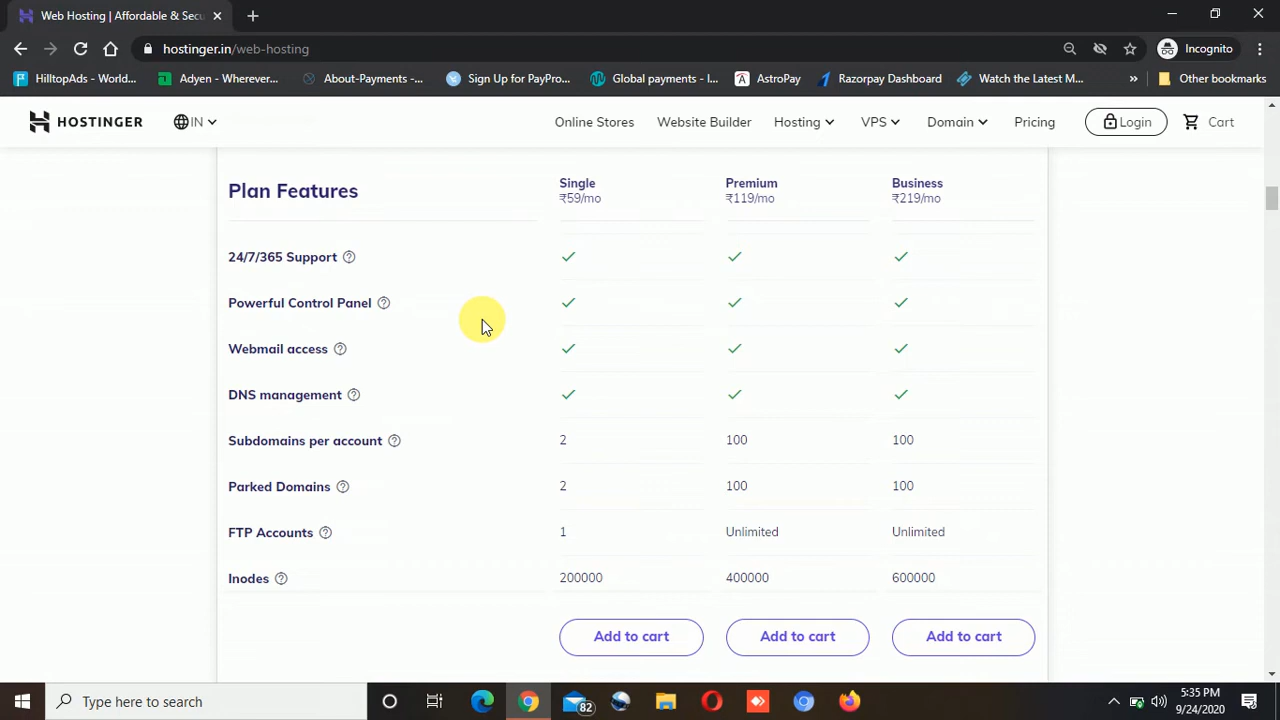 Web Hosting | Affordable & Secu
hostinger.in/web-hosting
Incognito
HilltopAds - World...
Adyen - Wherever...
About-Payments -...
Sign Up for PayPro...
Global payments - I...
AstroPay
Razorpay Dashboard
Watch the Latest M...
»
Other bookmarks
HOSTINGER
IN
Online Stores
Website Builder
Hosting
VPS
Domain
Pricing
Login
Cart
Plan Features
Single
₹59/mo
Premium
₹119/mo
Business
₹219/mo
24/7/365 Support ?
Powerful Control Panel ?
Webmail access ?
DNS management ?
Subdomains per account ? 2 100 100
Parked Domains ? 2 100 100
FTP Accounts ? 1 Unlimited Unlimited
Inodes ? 200000 400000 600000
Add to cart Add to cart Add to cart
Type here to search
82
5:35 PM
9/24/2020